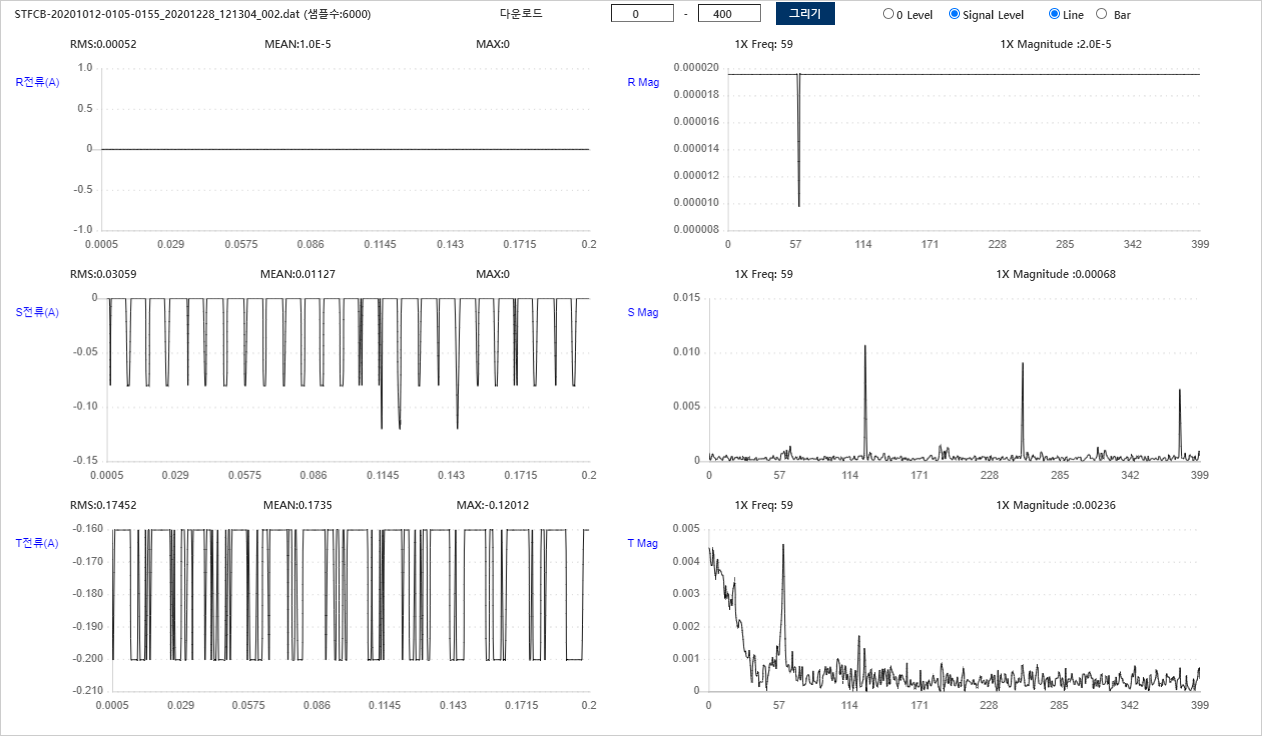 STFCB-20201012-0105-0155_20201228_121304_002.dat (샘플수:6000) 다운로드 0 - 400 그리기 0 Level Signal Level Line Bar
RMS:0.00052 MEAN:1.0E-5 MAX:0 1X Freq: 59 1X Magnitude :2.0E-5
R전류(A)
1.0
0.5
0
-0.5
-1.0
0.0005 0.029 0.0575 0.086 0.1145 0.143 0.1715 0.2
R Mag
0.000020
0.000018
0.000016
0.000014
0.000012
0.000010
0.000008
0 57 114 171 228 285 342 399
RMS:0.03059 MEAN:0.01127 MAX:0 1X Freq: 59 1X Magnitude :0.00068
S전류(A)
0
-0.05
-0.10
-0.15
0.0005 0.029 0.0575 0.086 0.1145 0.143 0.1715 0.2
S Mag
0.015
0.010
0.005
0
0 57 114 171 228 285 342 399
RMS:0.17452 MEAN:0.1735 MAX:-0.12012 1X Freq: 59 1X Magnitude :0.00236
T전류(A)
-0.160
-0.170
-0.180
-0.190
-0.200
-0.210
0.0005 0.029 0.0575 0.086 0.1145 0.143 0.1715 0.2
T Mag
0.005
0.004
0.003
0.002
0.001
0
0 57 114 171 228 285 342 399